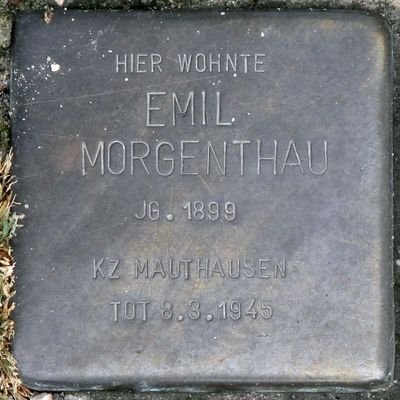 HIER WOHNTE
EMIL
MORGENTHAU
JG. 1899
KZ MAUTHAUSEN
TOT 8.3.1945